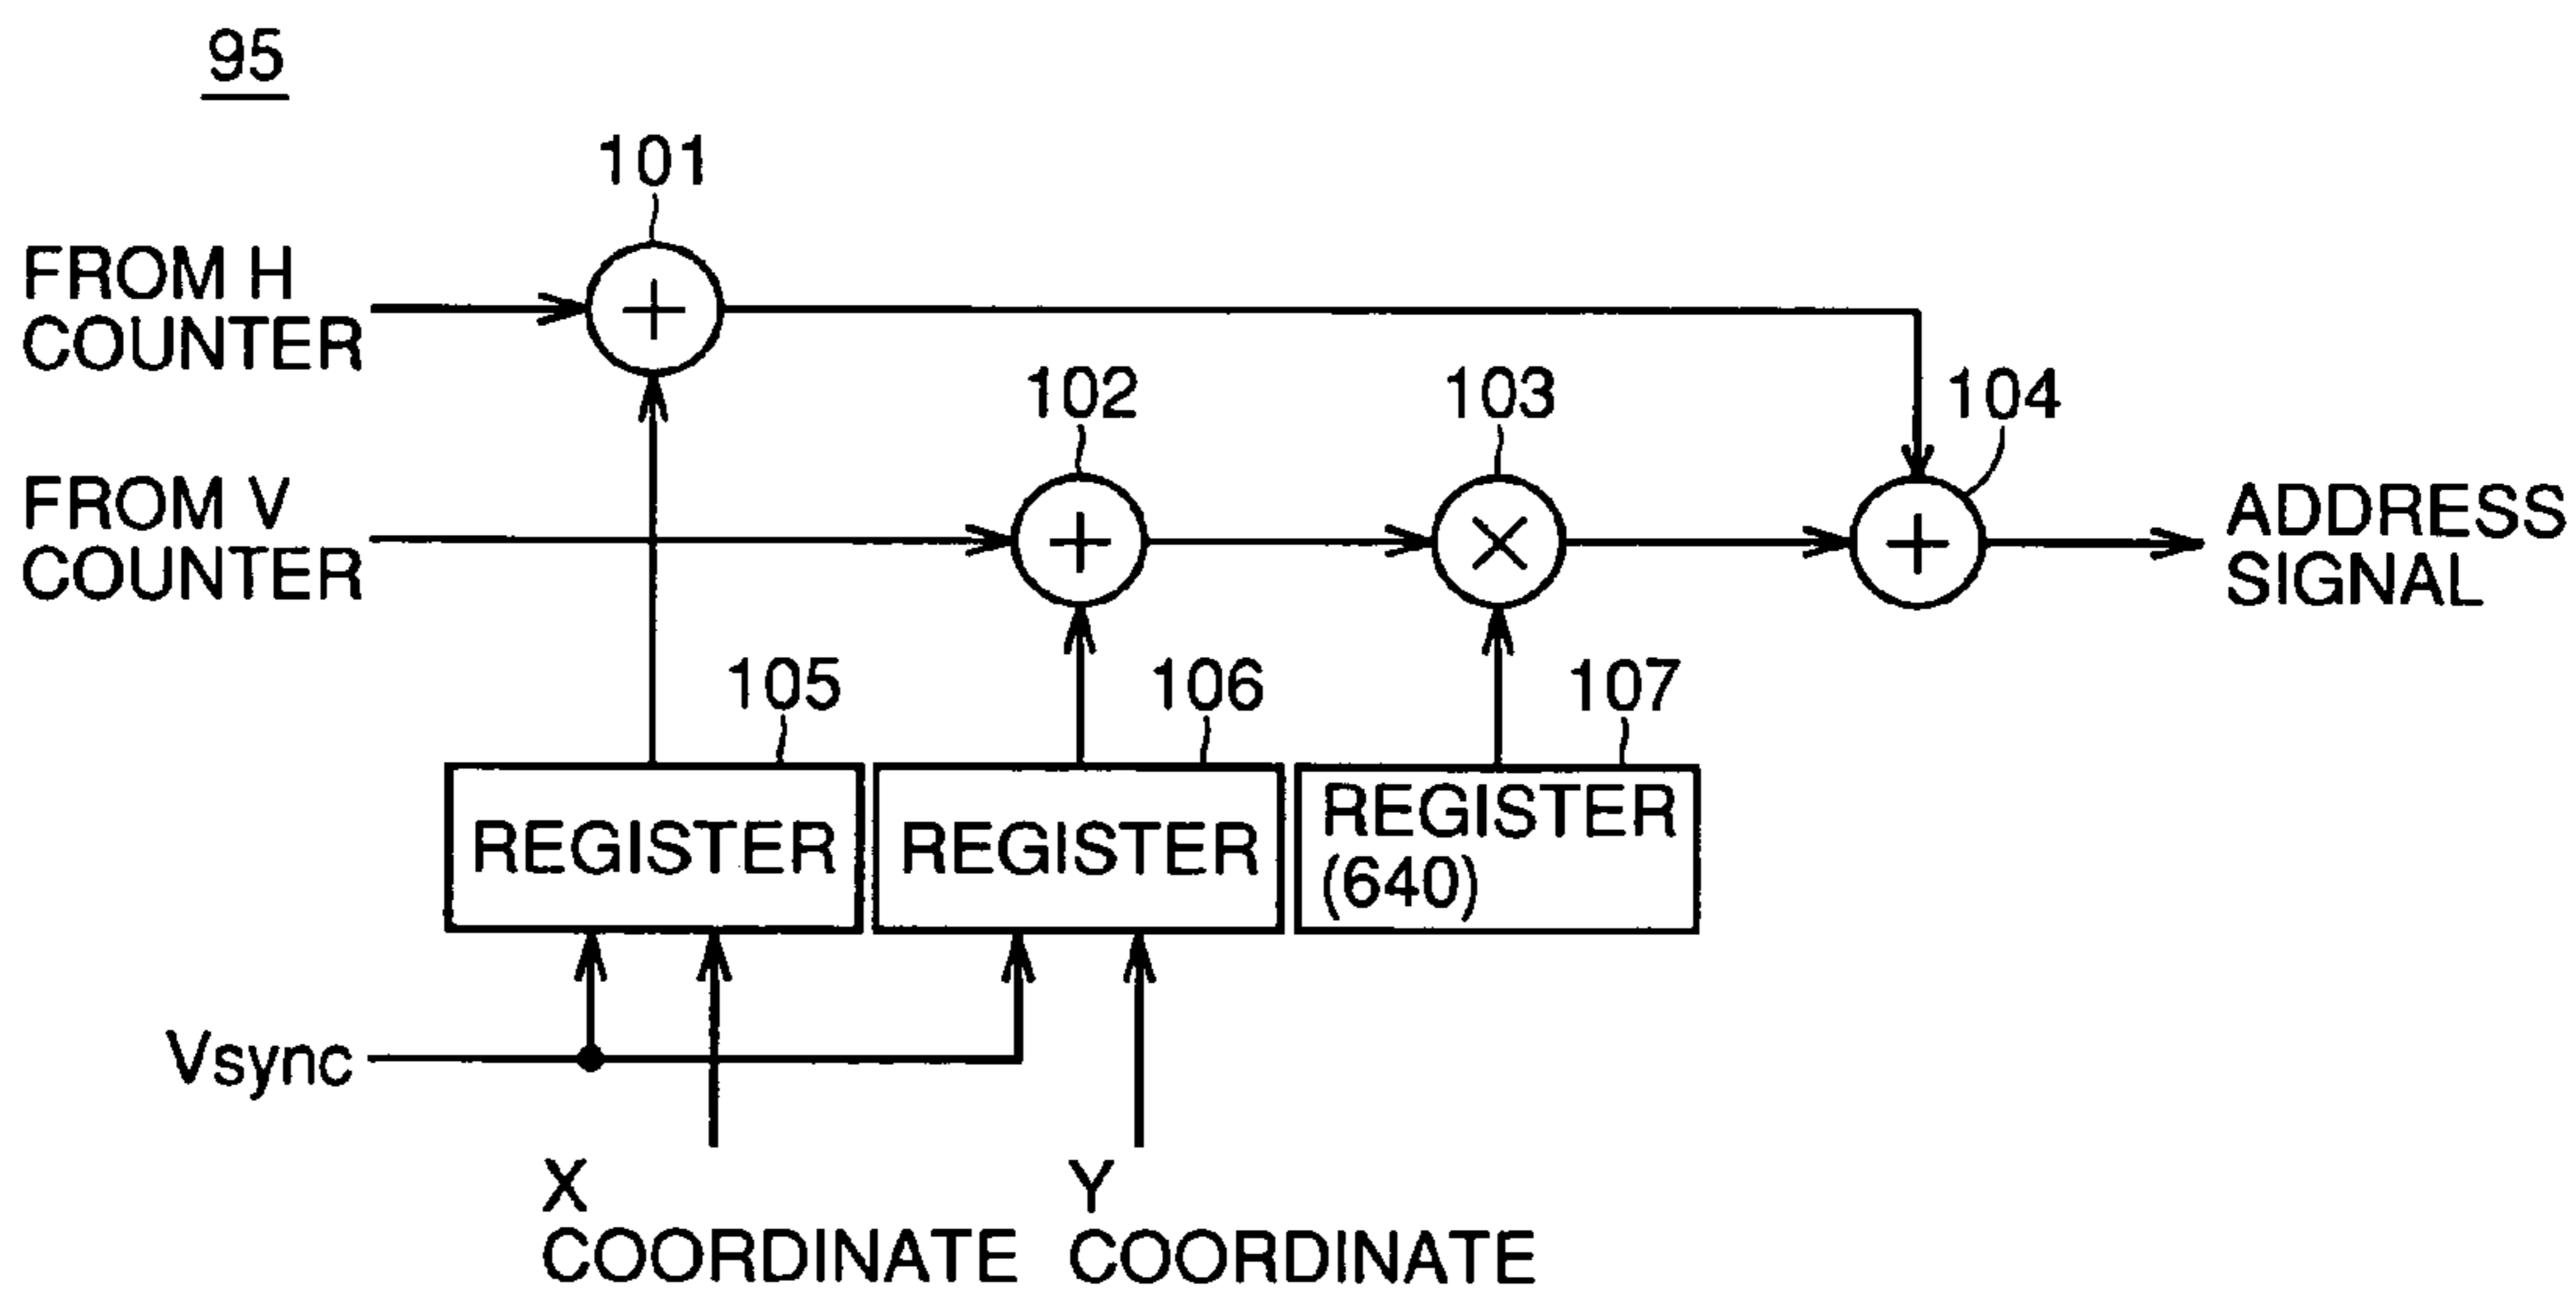 95
101
FROM H
COUNTER
102
103
104
FROM V
COUNTER
ADDRESS
SIGNAL
105
106
107
REGISTER
REGISTER
REGISTER
(640)
Vsync
X
COORDINATE
Y
COORDINATE